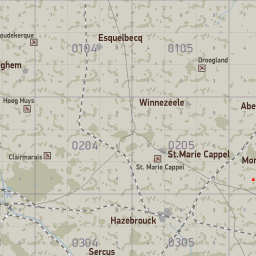 oudekerque
Esquelbecq
0104
0105
Droogland
ghem
Hoog Huys
Winnezeele
Abe
0204
0205
Clairmarais
St.Marie Cappel
St. Marie Cappel
Mor
Hazebrouck
0304
0305
Sercus